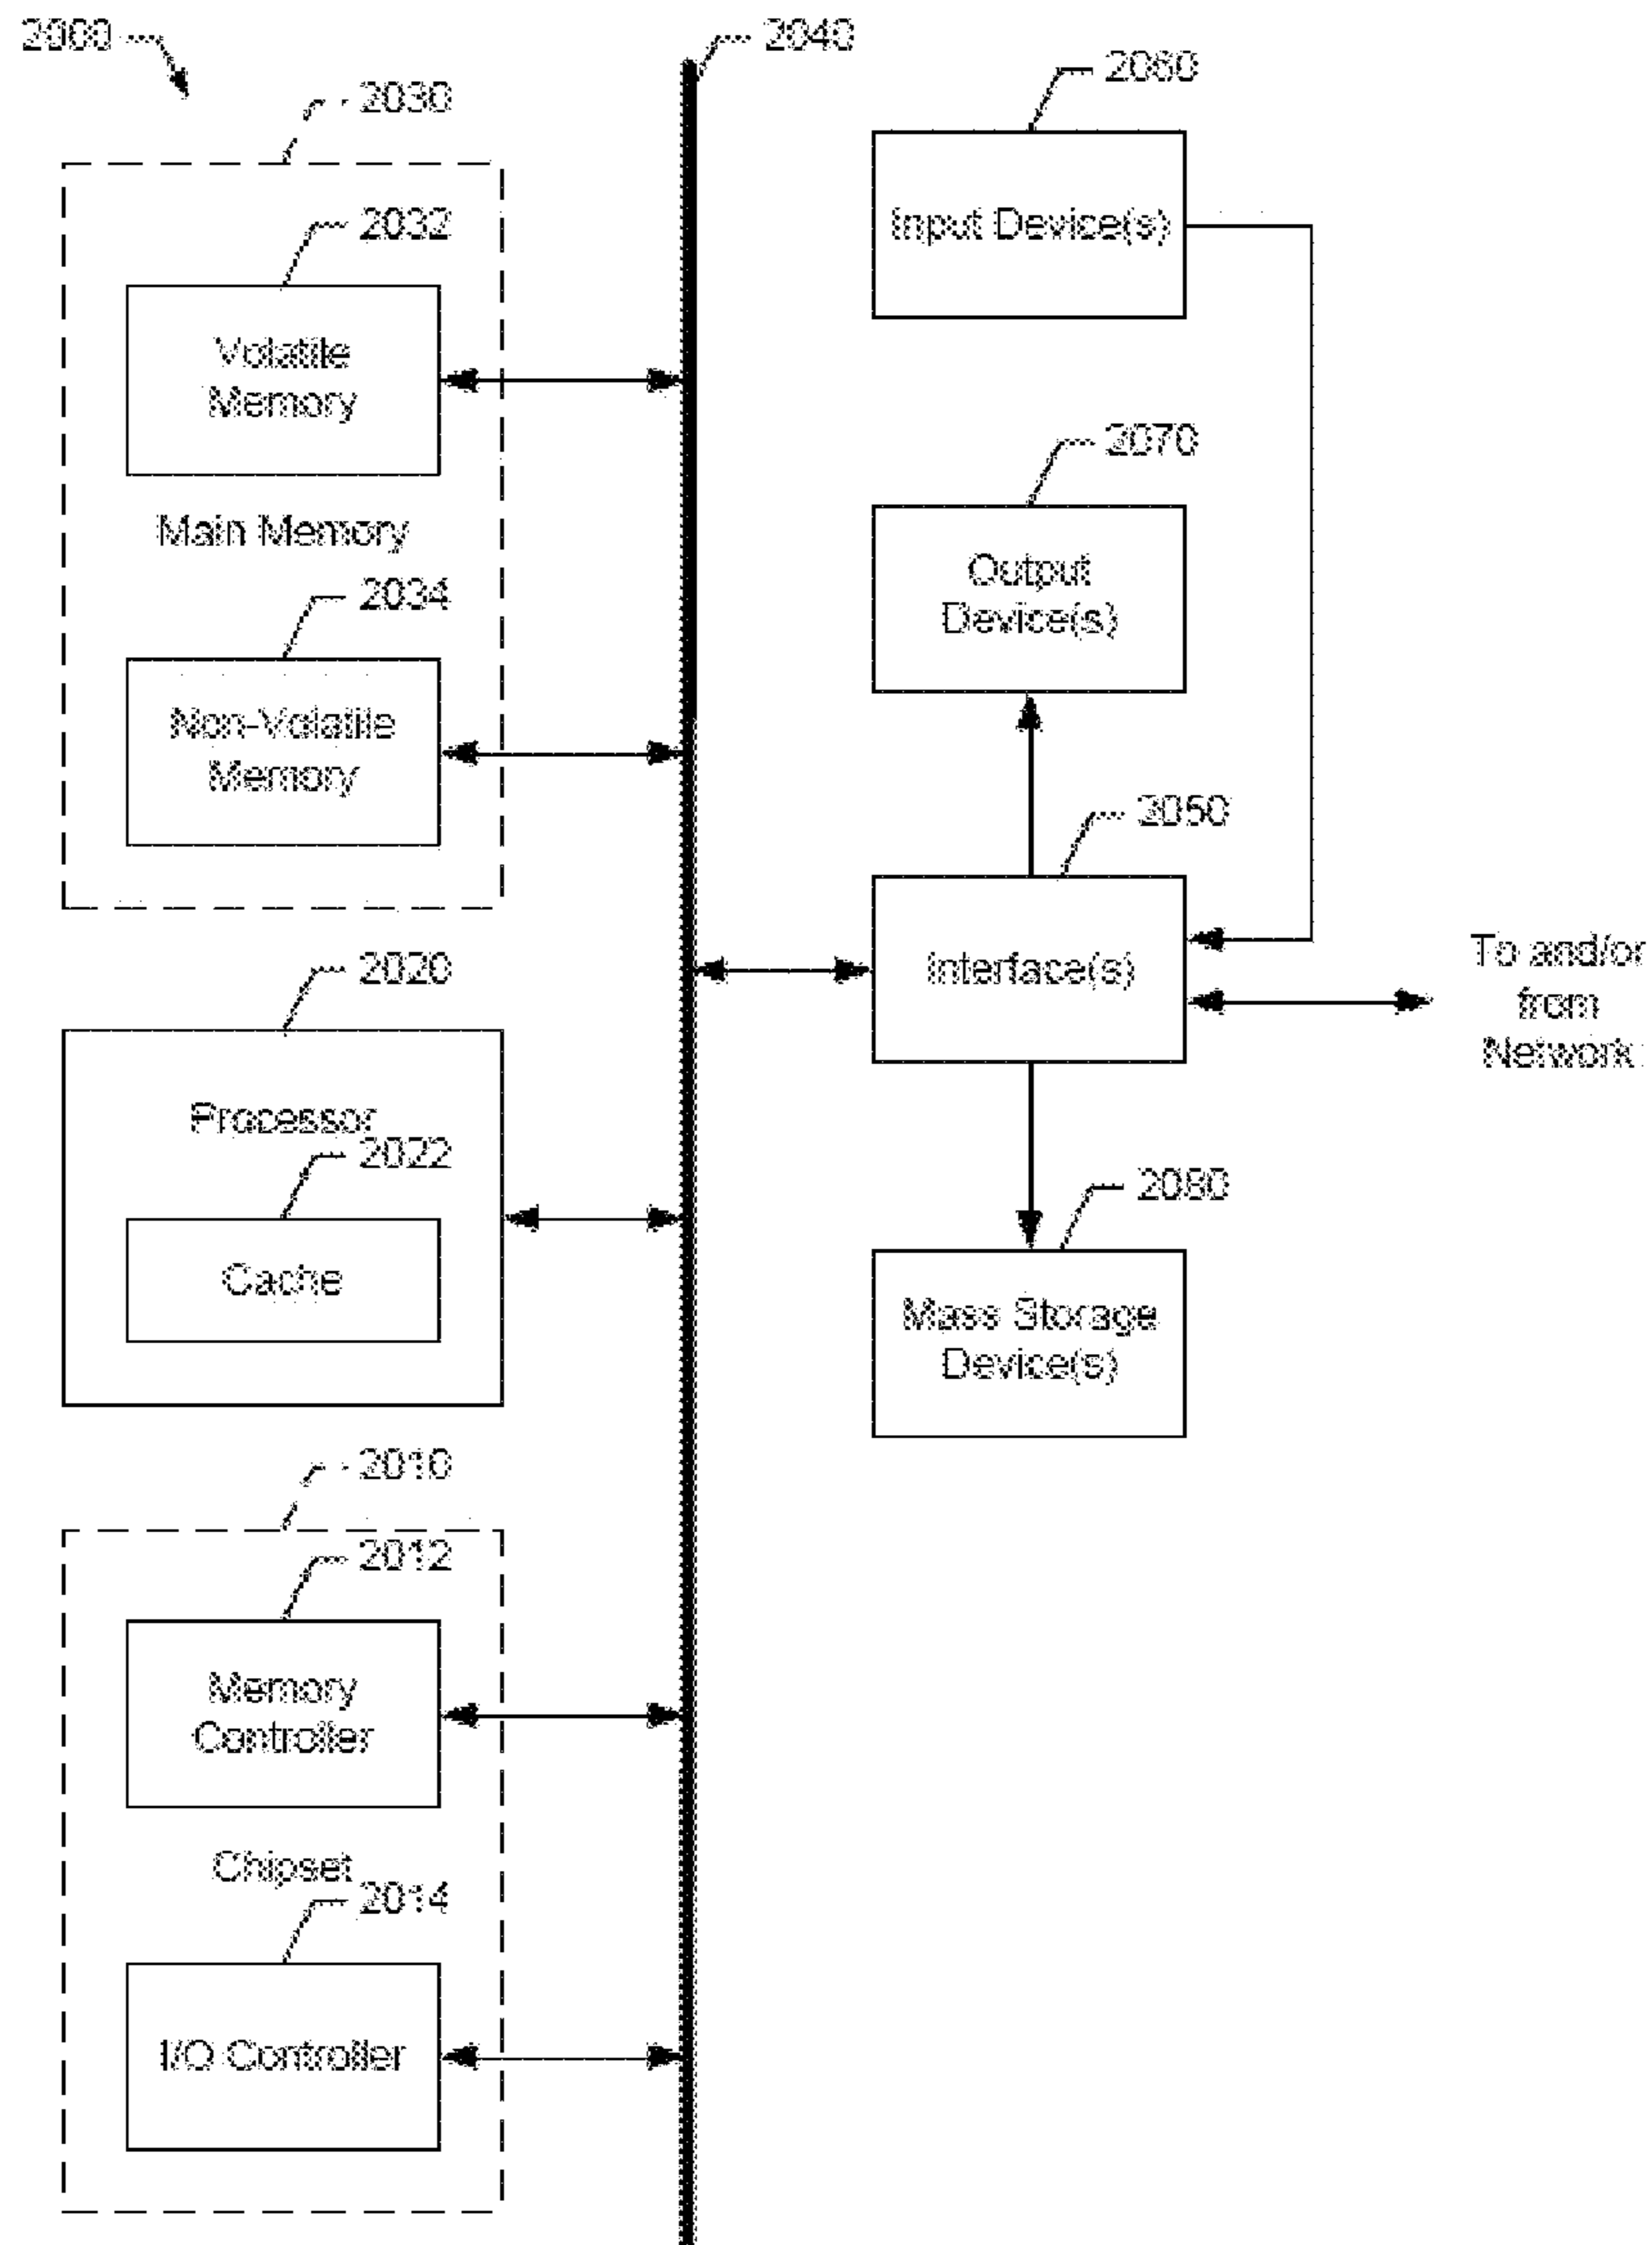 2000
2040
2030
2060
2032
Input Device(s)
Volatile
Memory
2070
Main Memory
Output
Device(s)
2034
Non-Volatile
Memory
2050
Interface(s)
To and/or
from
Network
2020
Processor
2022
Cache
2080
Mass Storage
Device(s)
2010
2012
Memory
Controller
Chipset
2014
I/O Controller